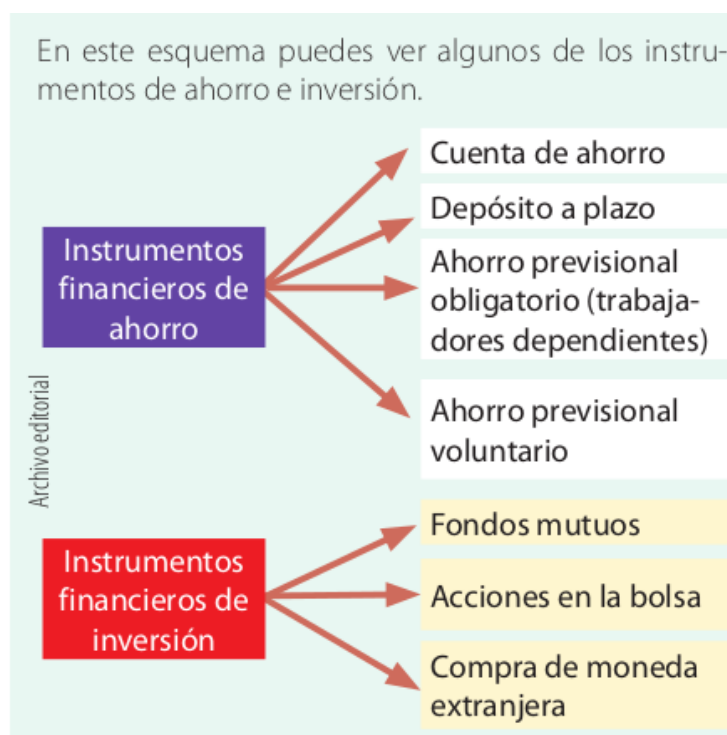 En este esquema puedes ver algunos de los instru-
mentos de ahorro e inversión.
Instrumentos
financieros de
ahorro
Cuenta de ahorro
Depósito a plazo
Ahorro previsional
obligatorio (trabaja-
dores dependientes)
Ahorro previsional
voluntario
Archivo editorial
Instrumentos
financieros de
inversión
Fondos mutuos
Acciones en la bolsa
Compra de moneda
extranjera